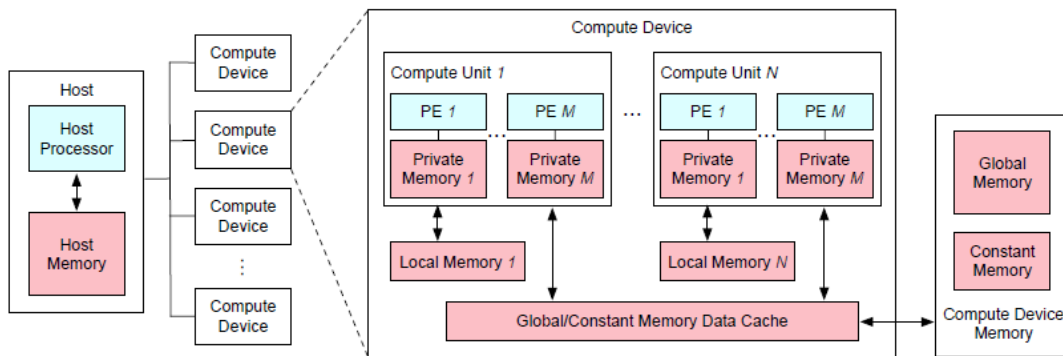 Host
Host
Processor
Host
Memory
Compute
Device
Compute
Device
Compute
Device
⋮
Compute
Device
Compute Device
Compute Unit 1
PE 1
PE M
...
Private
Memory 1
Private
Memory M
Local Memory 1
...
Compute Unit N
PE 1
PE M
...
Private
Memory 1
Private
Memory M
Local Memory N
Global/Constant Memory Data Cache
Global
Memory
Constant
Memory
Compute Device
Memory